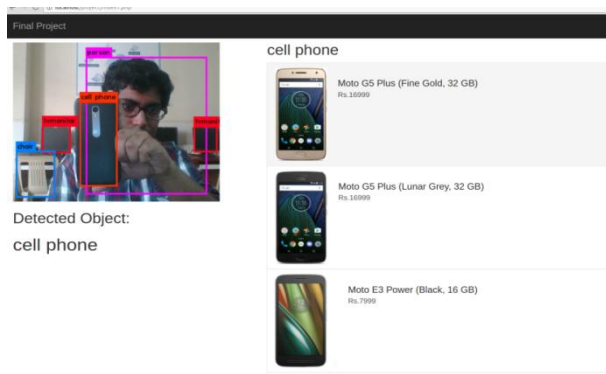 Final Project
person
cell phone
chair
Detected Object:
cell phone
cell phone
Moto G5 Plus (Fine Gold, 32 GB)
Rs.16999
Moto G5 Plus (Lunar Grey, 32 GB)
Rs.16999
Moto E3 Power (Black, 16 GB)
Rs.7999